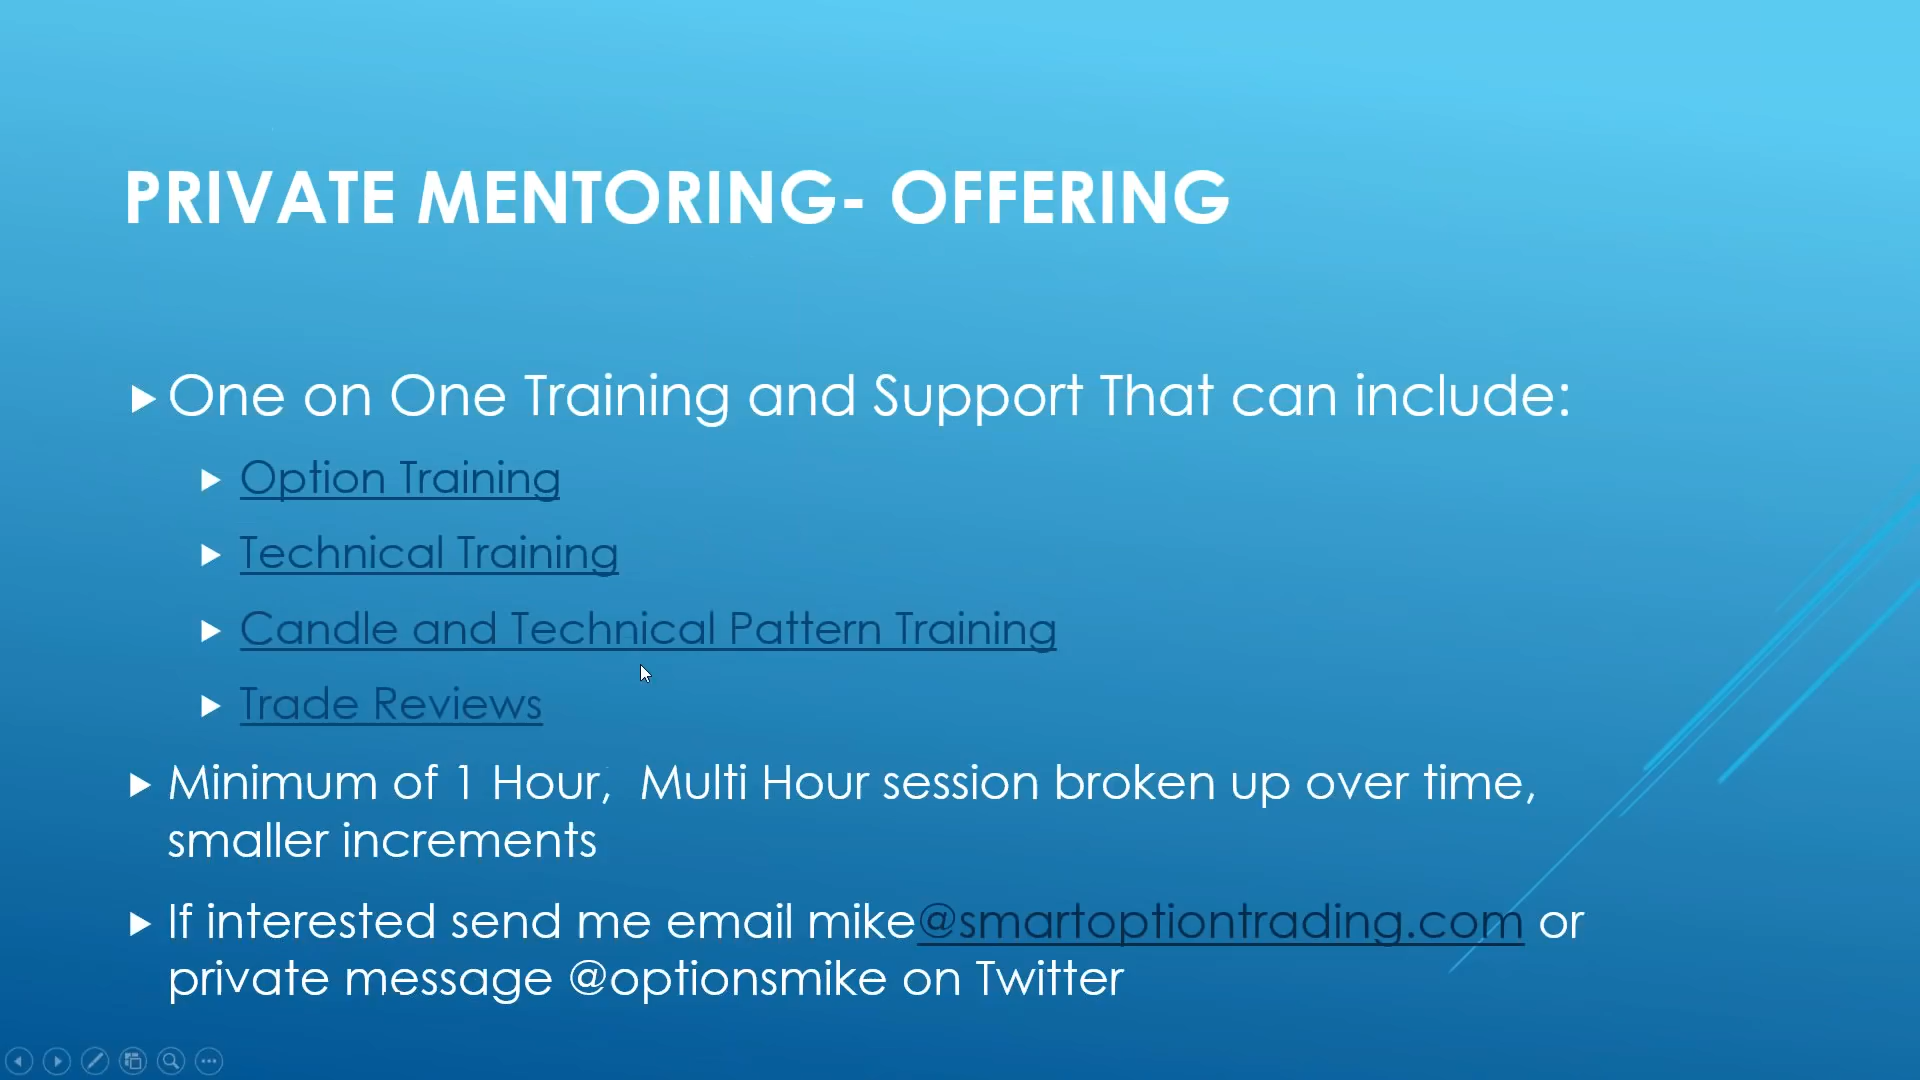 PRIVATE MENTORING- OFFERING
One on One Training and Support That can include:
Option Training
Technical Training
Candle and Technical Pattern Training
Trade Reviews
Minimum of 1 Hour,  Multi Hour session broken up over time,
smaller increments
If interested send me email mike@smartoptiontrading.com or
private message @optionsmike on Twitter